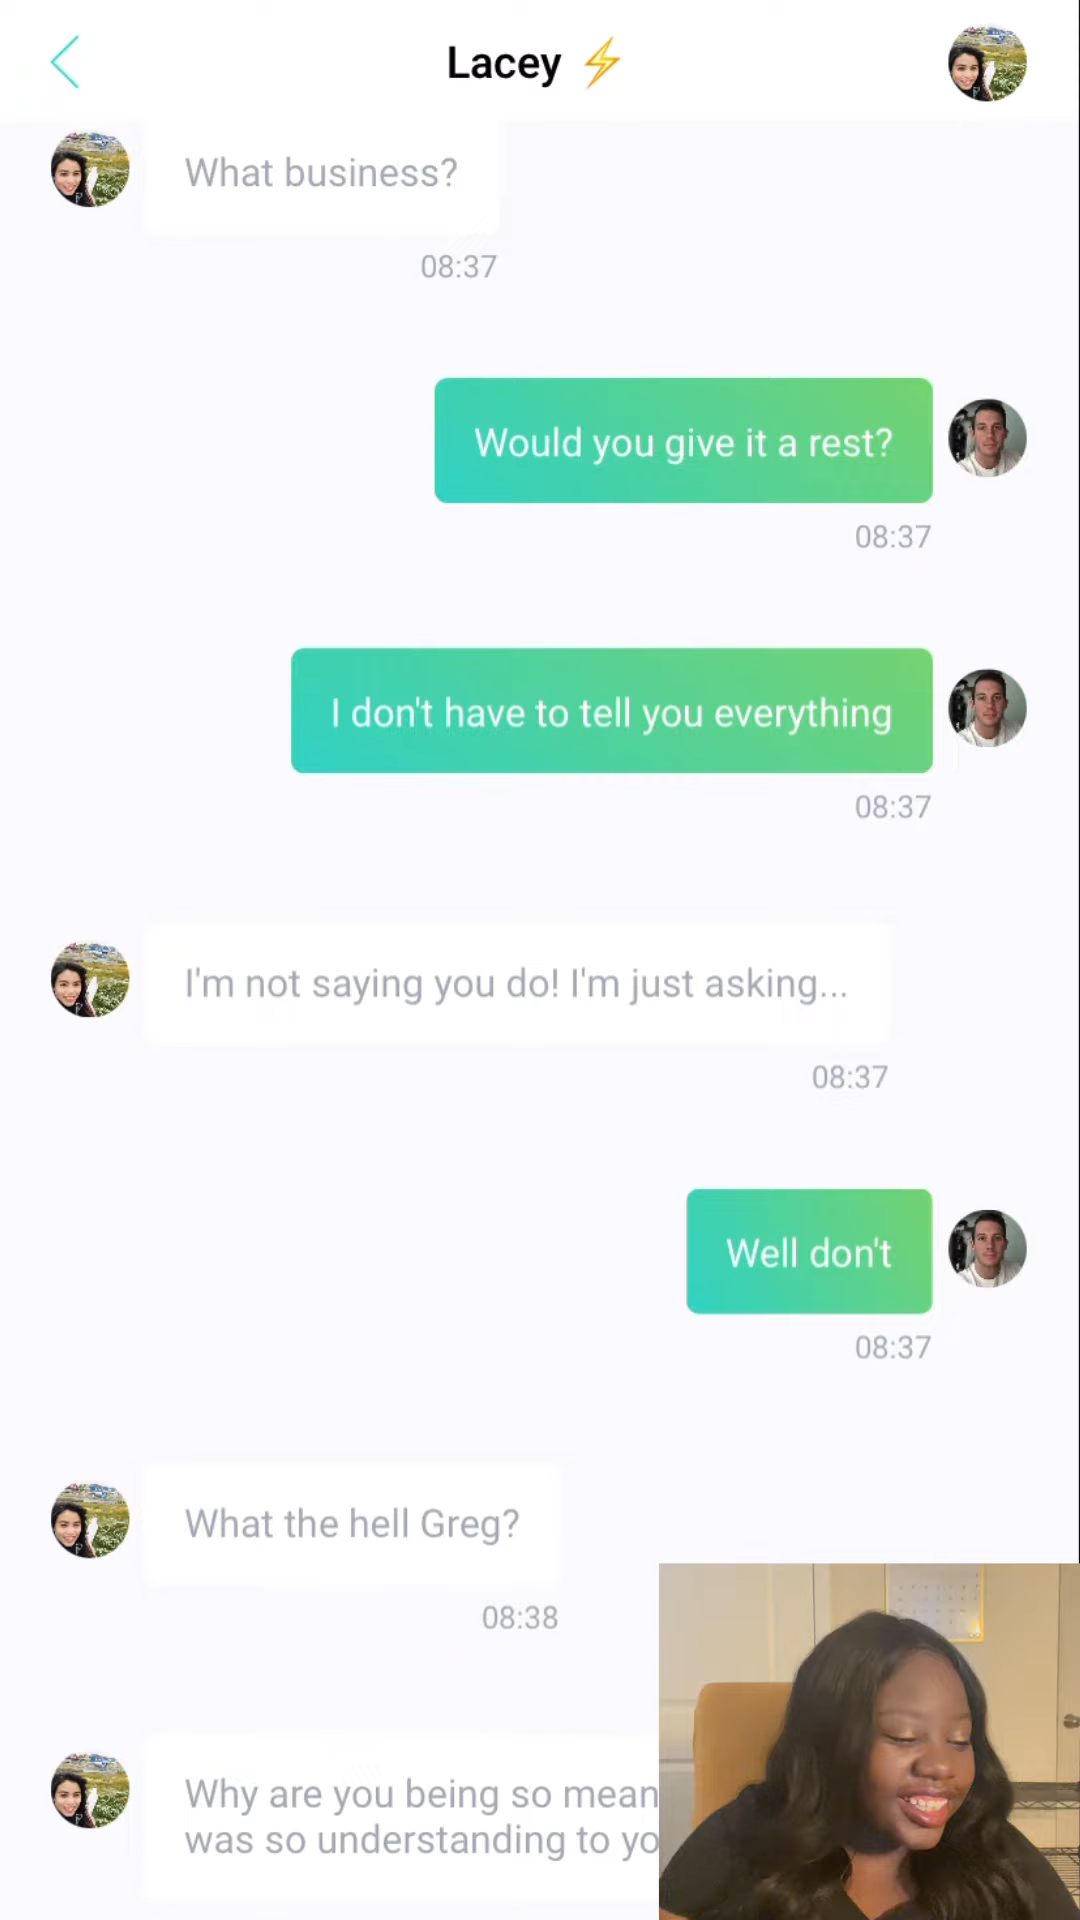 Lacey ⚡
What business?
08:37
Would you give it a rest?
08:37
I don't have to tell you everything
08:37
I'm not saying you do! I'm just asking...
08:37
Well don't
08:37
What the hell Greg?
08:38
Why are you being so mean
was so understanding to yo